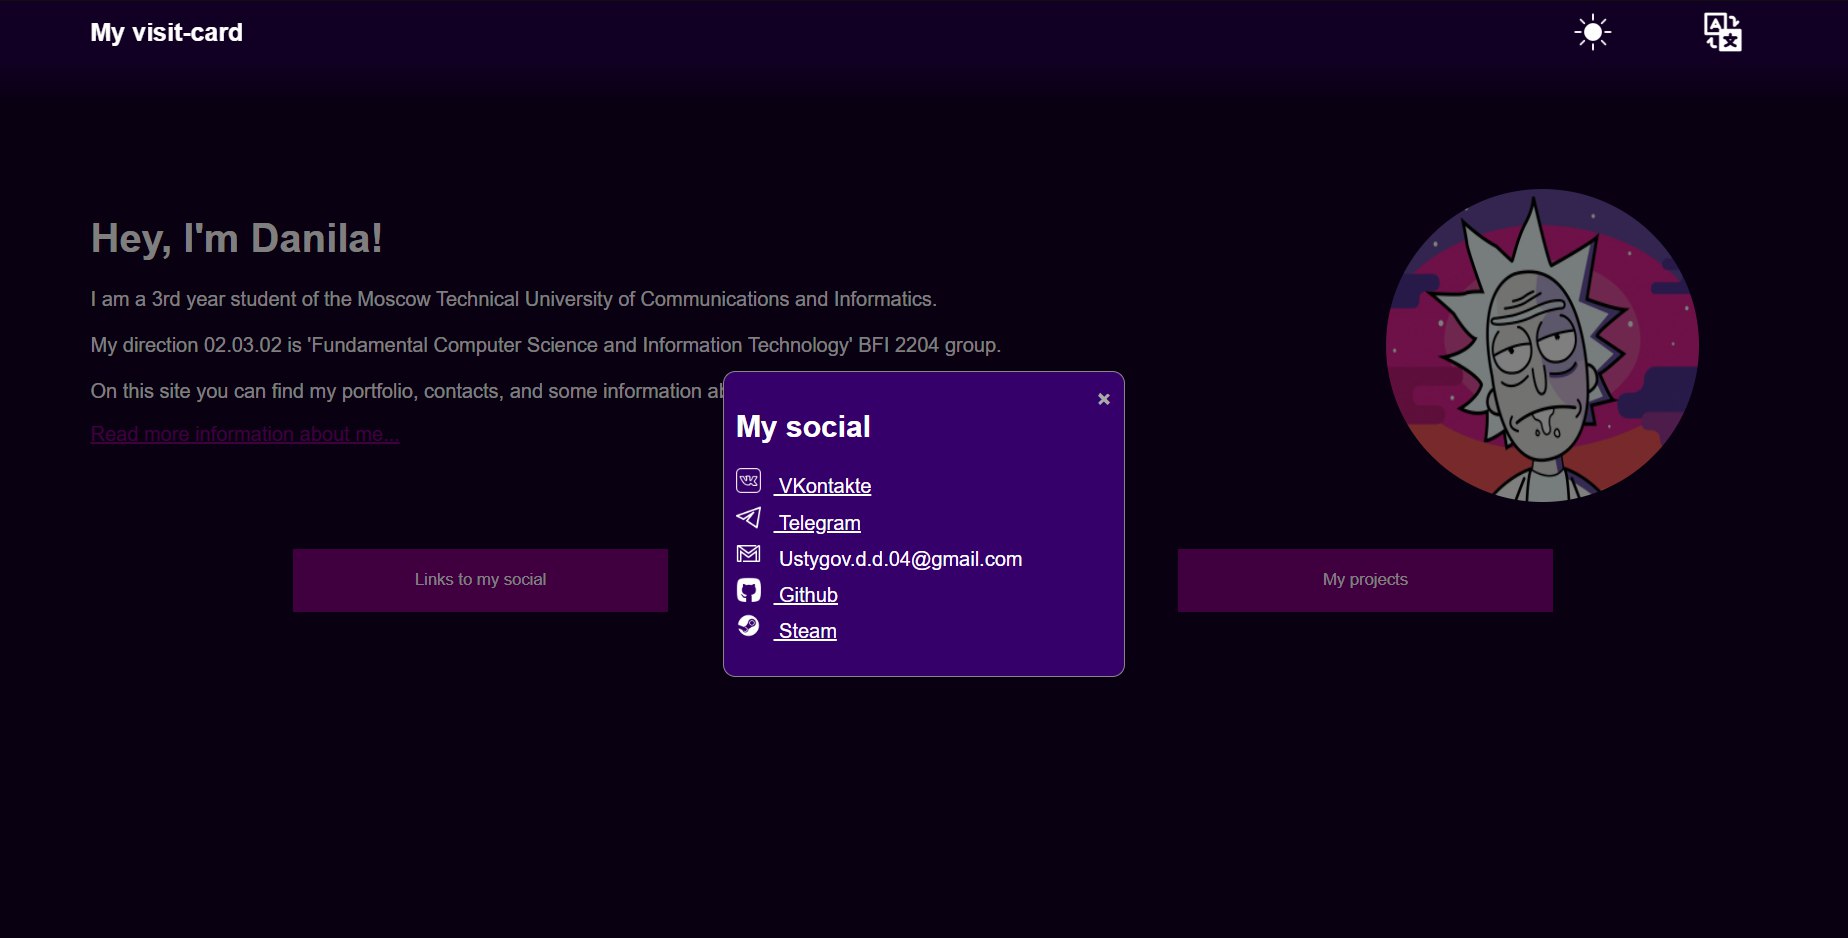 My visit-card
Hey, I'm Danila!
I am a 3rd year student of the Moscow Technical University of Communications and Informatics.
My direction 02.03.02 is 'Fundamental Computer Science and Information Technology' BFI 2204 group.
On this site you can find my portfolio, contacts, and some information
Read more information about me...
My social
VKontakte
Telegram
Ustygov.d.d.04@gmail.com
Github
Steam
Links to my social
My projects